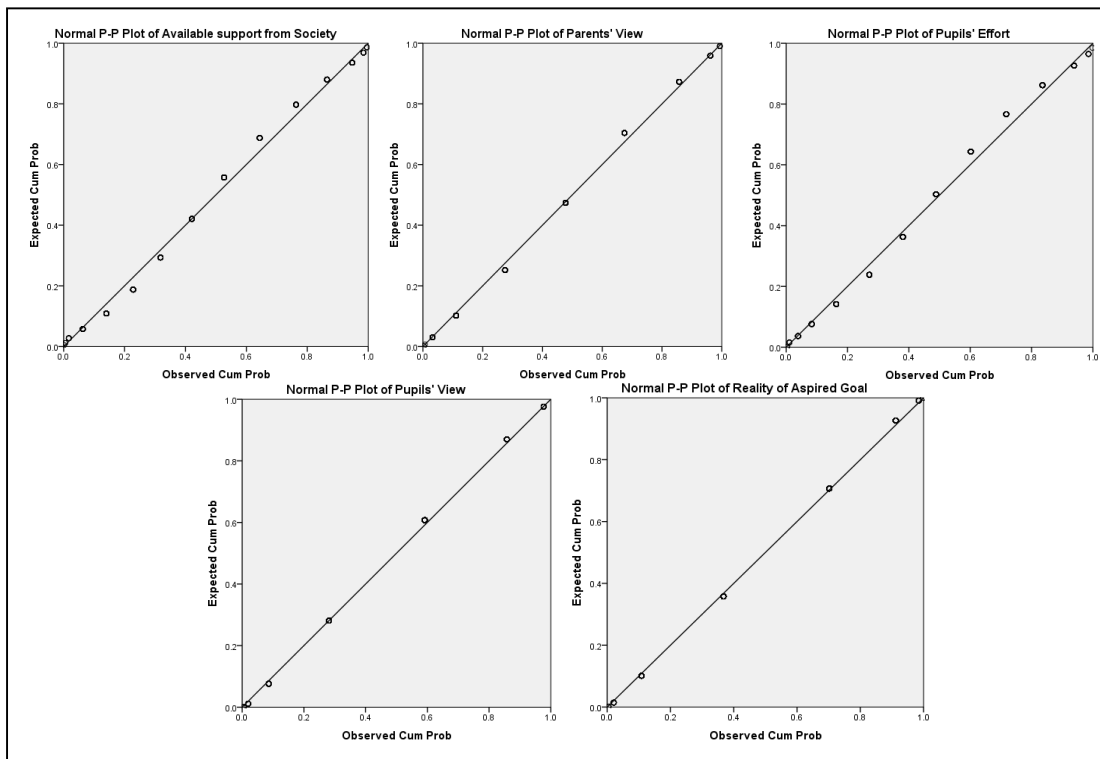 Normal P-P Plot of Available support from Society
1.0
0.8
0.6
0.4
0.2
0.0
Expected Cum Prob
0.0 0.2 0.4 0.6 0.8 1.0
Observed Cum Prob
Normal P-P Plot of Parents' View
1.0
0.8
0.6
0.4
0.2
0.0
Expected Cum Prob
0.0 0.2 0.4 0.6 0.8 1.0
Observed Cum Prob
Normal P-P Plot of Pupils' Effort
1.0
0.8
0.6
0.4
0.2
0.0
Expected Cum Prob
0.0 0.2 0.4 0.6 0.8 1.0
Observed Cum Prob
Normal P-P Plot of Pupils' View
1.0
0.8
0.6
0.4
0.2
0.0
Expected Cum Prob
0.0 0.2 0.4 0.6 0.8 1.0
Observed Cum Prob
Normal P-P Plot of Reality of Aspired Goal
1.0
0.8
0.6
0.4
0.2
0.0
Expected Cum Prob
0.0 0.2 0.4 0.6 0.8 1.0
Observed Cum Prob